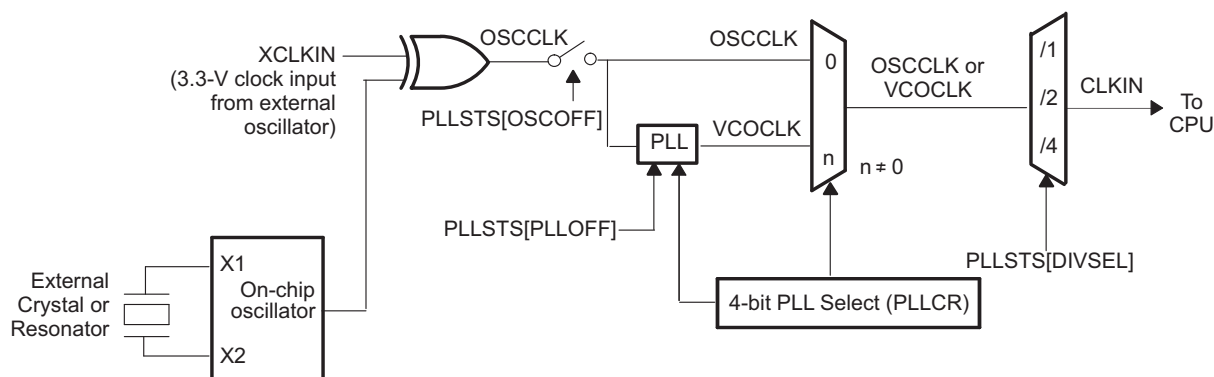 XCLKIN
(3.3-V clock input
from external
oscillator)
OSCCLK
PLLSTS[OSCOFF]
OSCCLK
0
OSCCLK or
VCOCLK
/1
/2
/4
CLKIN
To
CPU
PLL
VCOCLK
n
n ≠ 0
PLLSTS[PLLOFF]
PLLSTS[DIVSEL]
4-bit PLL Select (PLLCR)
External
Crystal or
Resonator
X1
On-chip
oscillator
X2